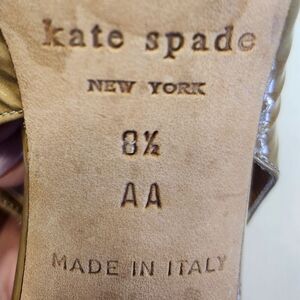 kate spade
NEW YORK
8½
AA
MADE IN ITALY